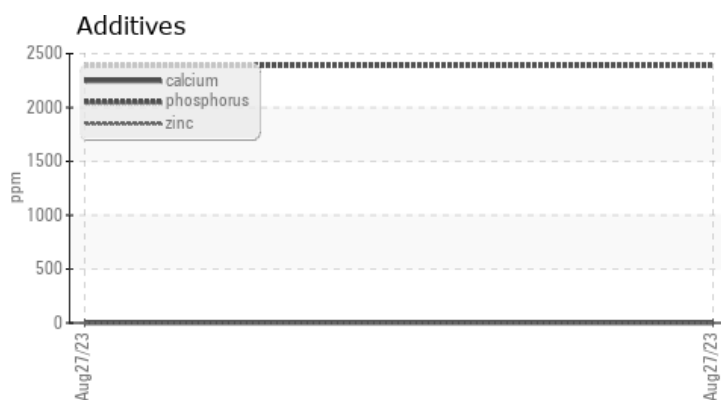 Additives
2500
2000
1500
1000
500
0
ppm
calcium
phosphorus
zinc
Aug27/23
Aug27/23